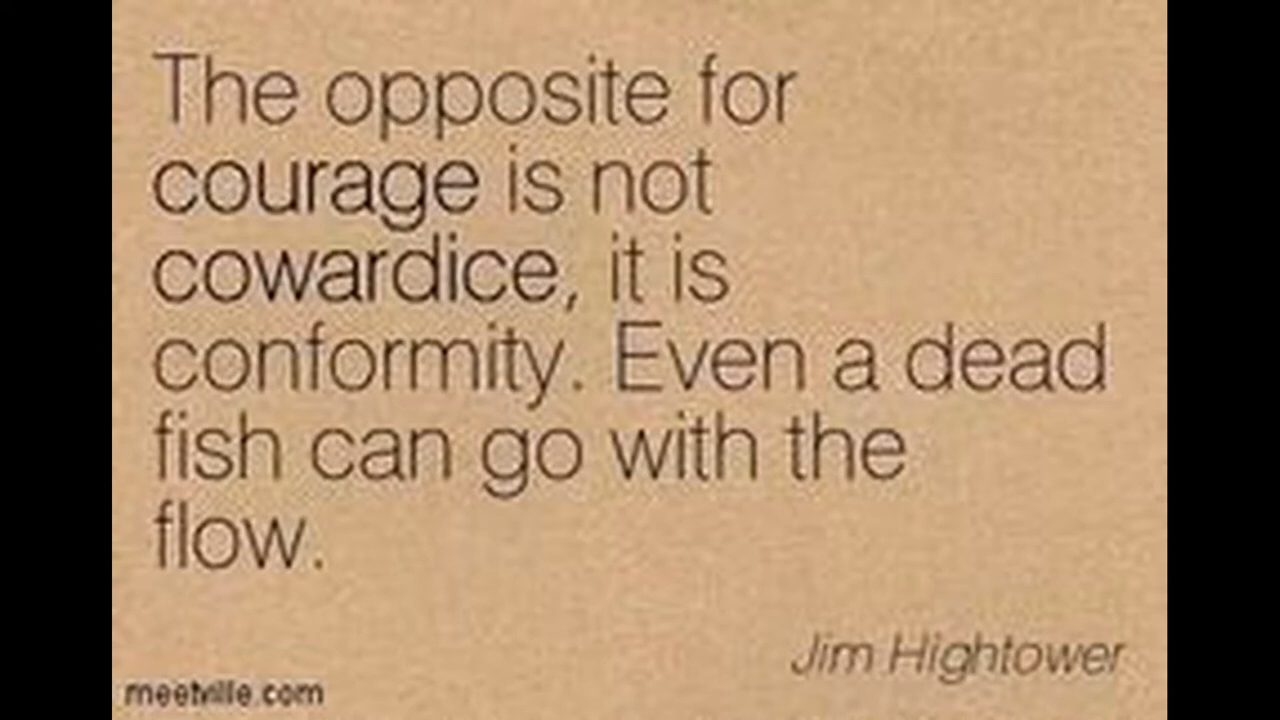 The opposite for
courage is not
cowardice, it is
conformity. Even a dead
fish can go with the
flow.
Jim Hightower
meetville.com